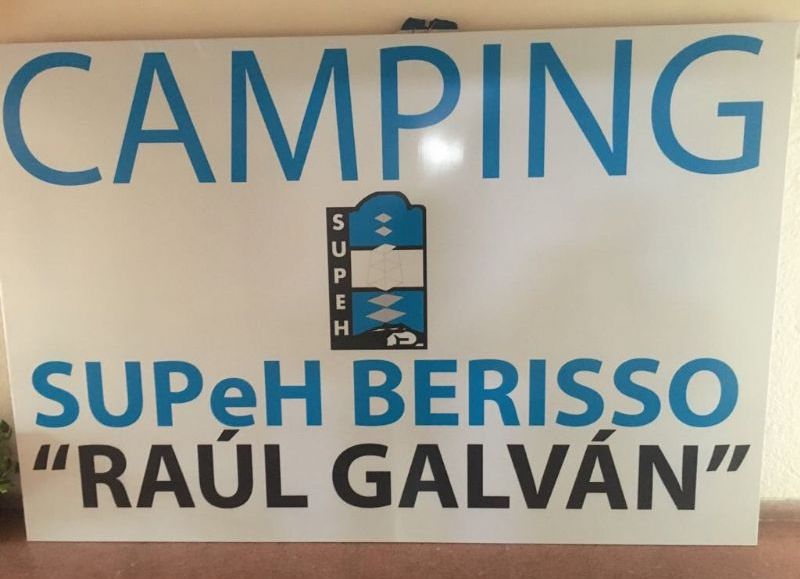 CAMPING
SUPEH
SUPeH BERISSO
“RAÚL GALVÁN”